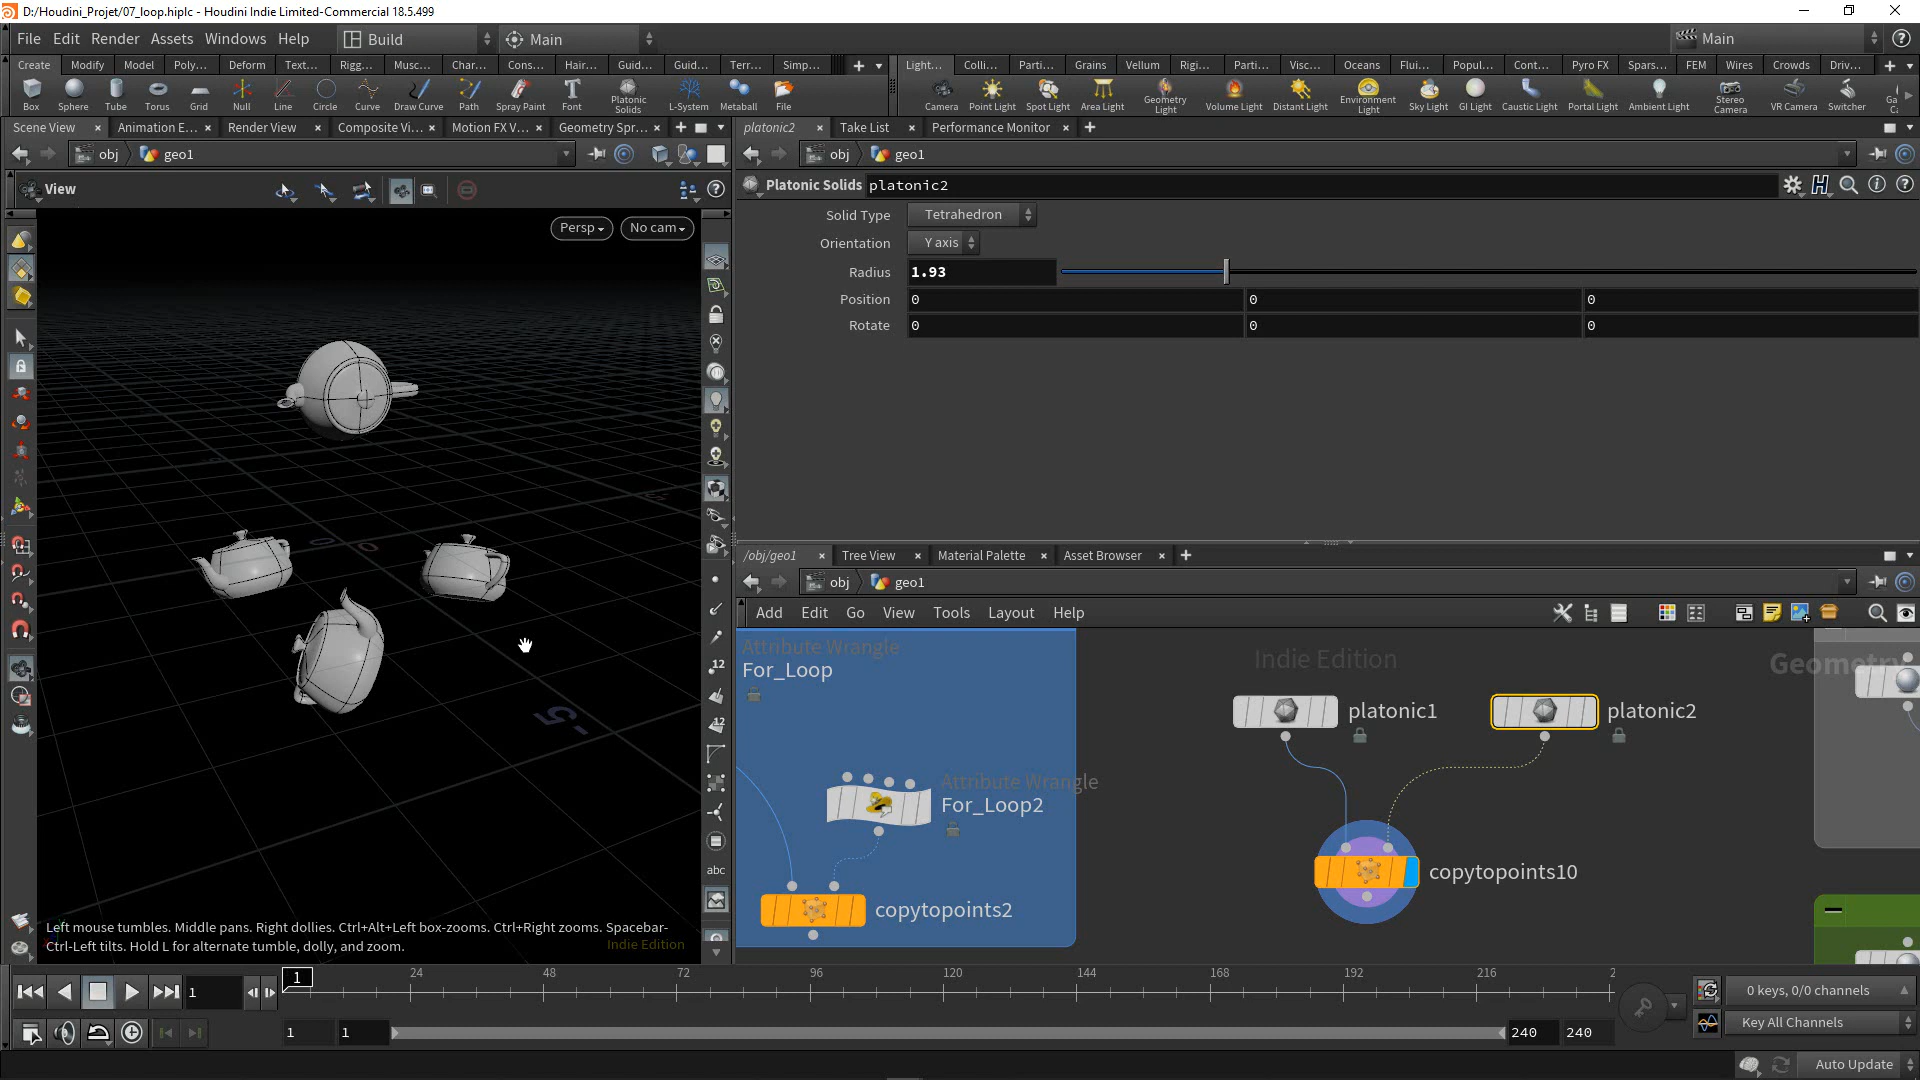 D:/Houdini_Projet/07_loop.hiplc - Houdini Indie Limited-Commercial 18.5.499
File Edit Render Assets Windows Help Build Main Main
Create Modify Model Poly... Deform Text... Rigg... Musc... Char... Cons... Hair... Guid... Guid... Terr... Simp...
Light... Colli... Parti... Grains Vellum Rigi... Parti... Visc... Oceans Flui... Popul... Cont... Pyro FX Spars... FEM Wires Crowds Driv...
Box Sphere Tube Torus Grid Null Line Circle Curve Draw Curve Path Spray Paint Font Platonic Solids L-System Metaball File
Camera Point Light Spot Light Area Light Geometry Light Volume Light Distant Light Environment Light Sky Light GI Light Caustic Light Portal Light Ambient Light Stereo Camera VR Camera Switcher
Scene View Animation E... Render View Composite Vi... Motion FX V... Geometry Spr...
platonic2 Take List Performance Monitor
obj geo1
obj geo1
View
Platonic Solids platonic2
Solid Type Tetrahedron
Orientation Y axis
Radius 1.93
Position 0 0 0
Rotate 0 0 0
Persp No cam
12
12
abc
Left mouse tumbles. Middle pans. Right dollies. Ctrl+Alt+Left box-zooms. Ctrl+Right zooms. Spacebar-
Ctrl-Left tilts. Hold L for alternate tumble, dolly, and zoom.
Indie Edition
/obj/geo1 Tree View Material Palette Asset Browser
obj geo1
Add Edit Go View Tools Layout Help
Attribute Wrangle
For_Loop
Indie Edition
Geometry
platonic1
platonic2
Attribute Wrangle
For_Loop2
copytopoints10
copytopoints2
1 1 24 48 72 96 120 144 168 192 216 2
0 keys, 0/0 channels
1 1 240 240
Key All Channels
Auto Update